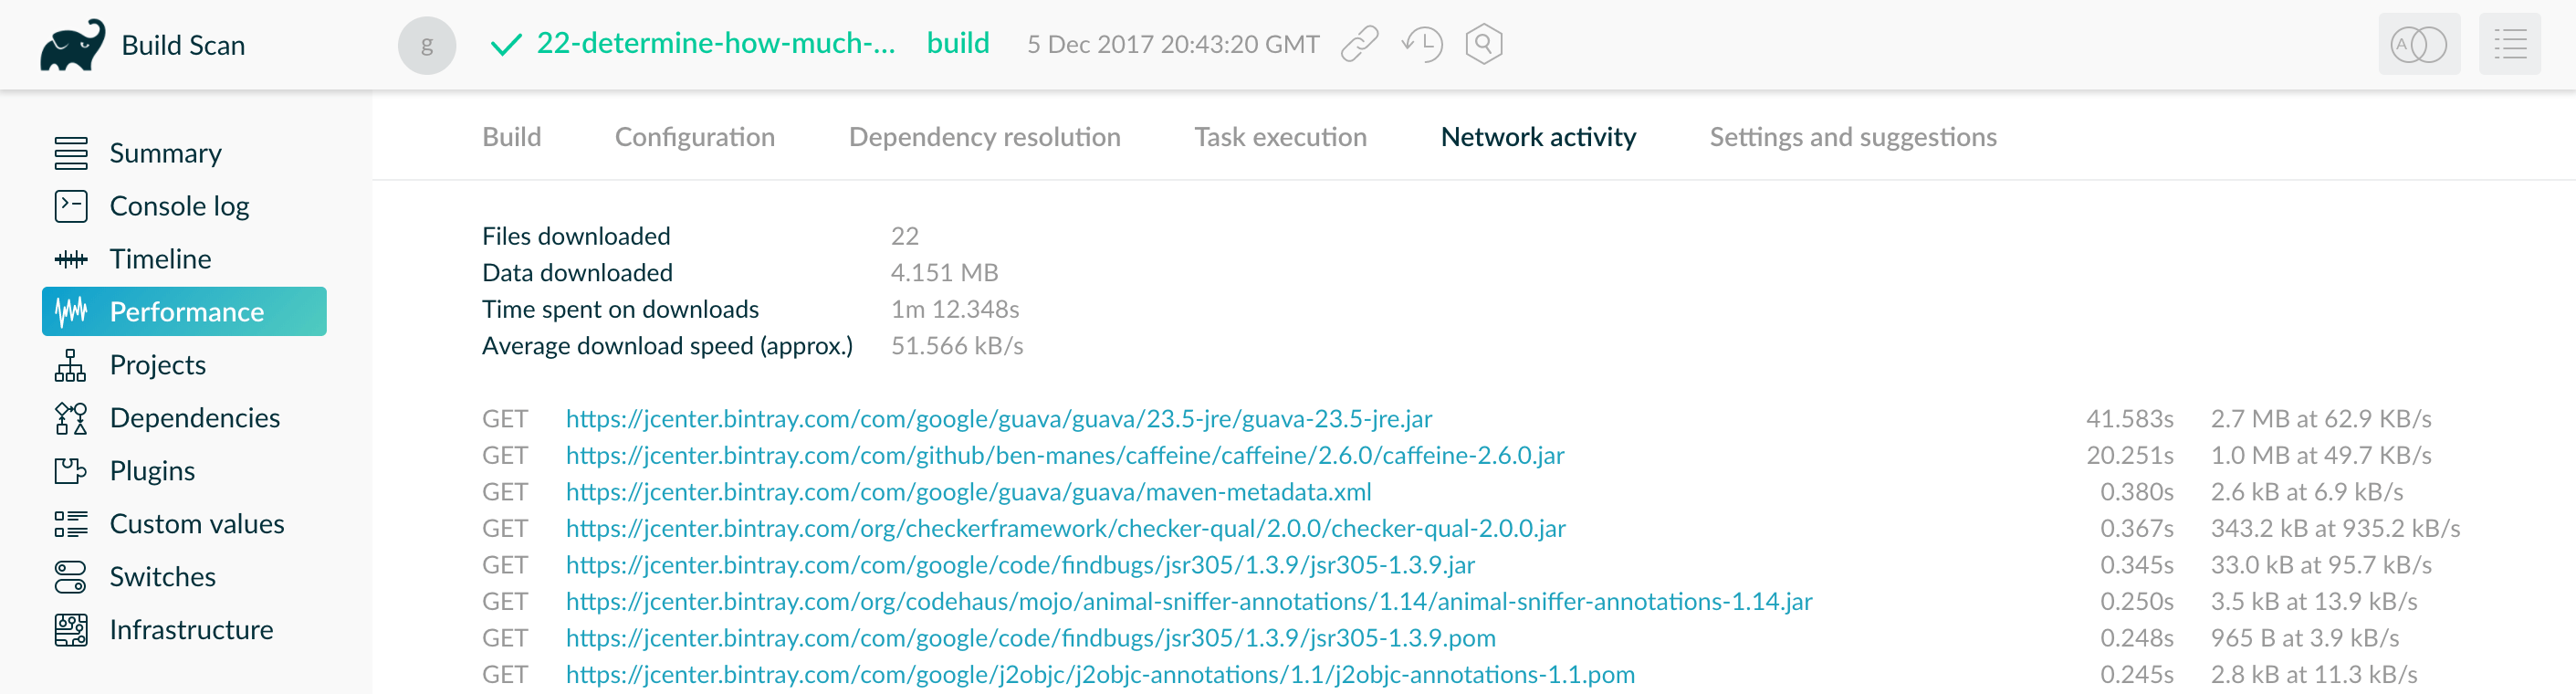 Build Scan
g
22-determine-how-much-... build 5 Dec 2017 20:43:20 GMT
A
Summary
Console log
Timeline
Performance
Projects
Dependencies
Plugins
Custom values
Switches
Infrastructure
Build Configuration Dependency resolution Task execution Network activity Settings and suggestions
Files downloaded 22
Data downloaded 4.151 MB
Time spent on downloads 1m 12.348s
Average download speed (approx.) 51.566 kB/s
GET https://jcenter.bintray.com/com/google/guava/guava/23.5-jre/guava-23.5-jre.jar 41.583s 2.7 MB at 62.9 KB/s
GET https://jcenter.bintray.com/com/github/ben-manes/caffeine/caffeine/2.6.0/caffeine-2.6.0.jar 20.251s 1.0 MB at 49.7 KB/s
GET https://jcenter.bintray.com/com/google/guava/guava/maven-metadata.xml 0.380s 2.6 kB at 6.9 kB/s
GET https://jcenter.bintray.com/org/checkerframework/checker-qual/2.0.0/checker-qual-2.0.0.jar 0.367s 343.2 kB at 935.2 kB/s
GET https://jcenter.bintray.com/com/google/code/findbugs/jsr305/1.3.9/jsr305-1.3.9.jar 0.345s 33.0 kB at 95.7 kB/s
GET https://jcenter.bintray.com/org/codehaus/mojo/animal-sniffer-annotations/1.14/animal-sniffer-annotations-1.14.jar 0.250s 3.5 kB at 13.9 kB/s
GET https://jcenter.bintray.com/com/google/code/findbugs/jsr305/1.3.9/jsr305-1.3.9.pom 0.248s 965 B at 3.9 kB/s
GET https://jcenter.bintray.com/com/google/j2objc/j2objc-annotations/1.1/j2objc-annotations-1.1.pom 0.245s 2.8 kB at 11.3 kB/s